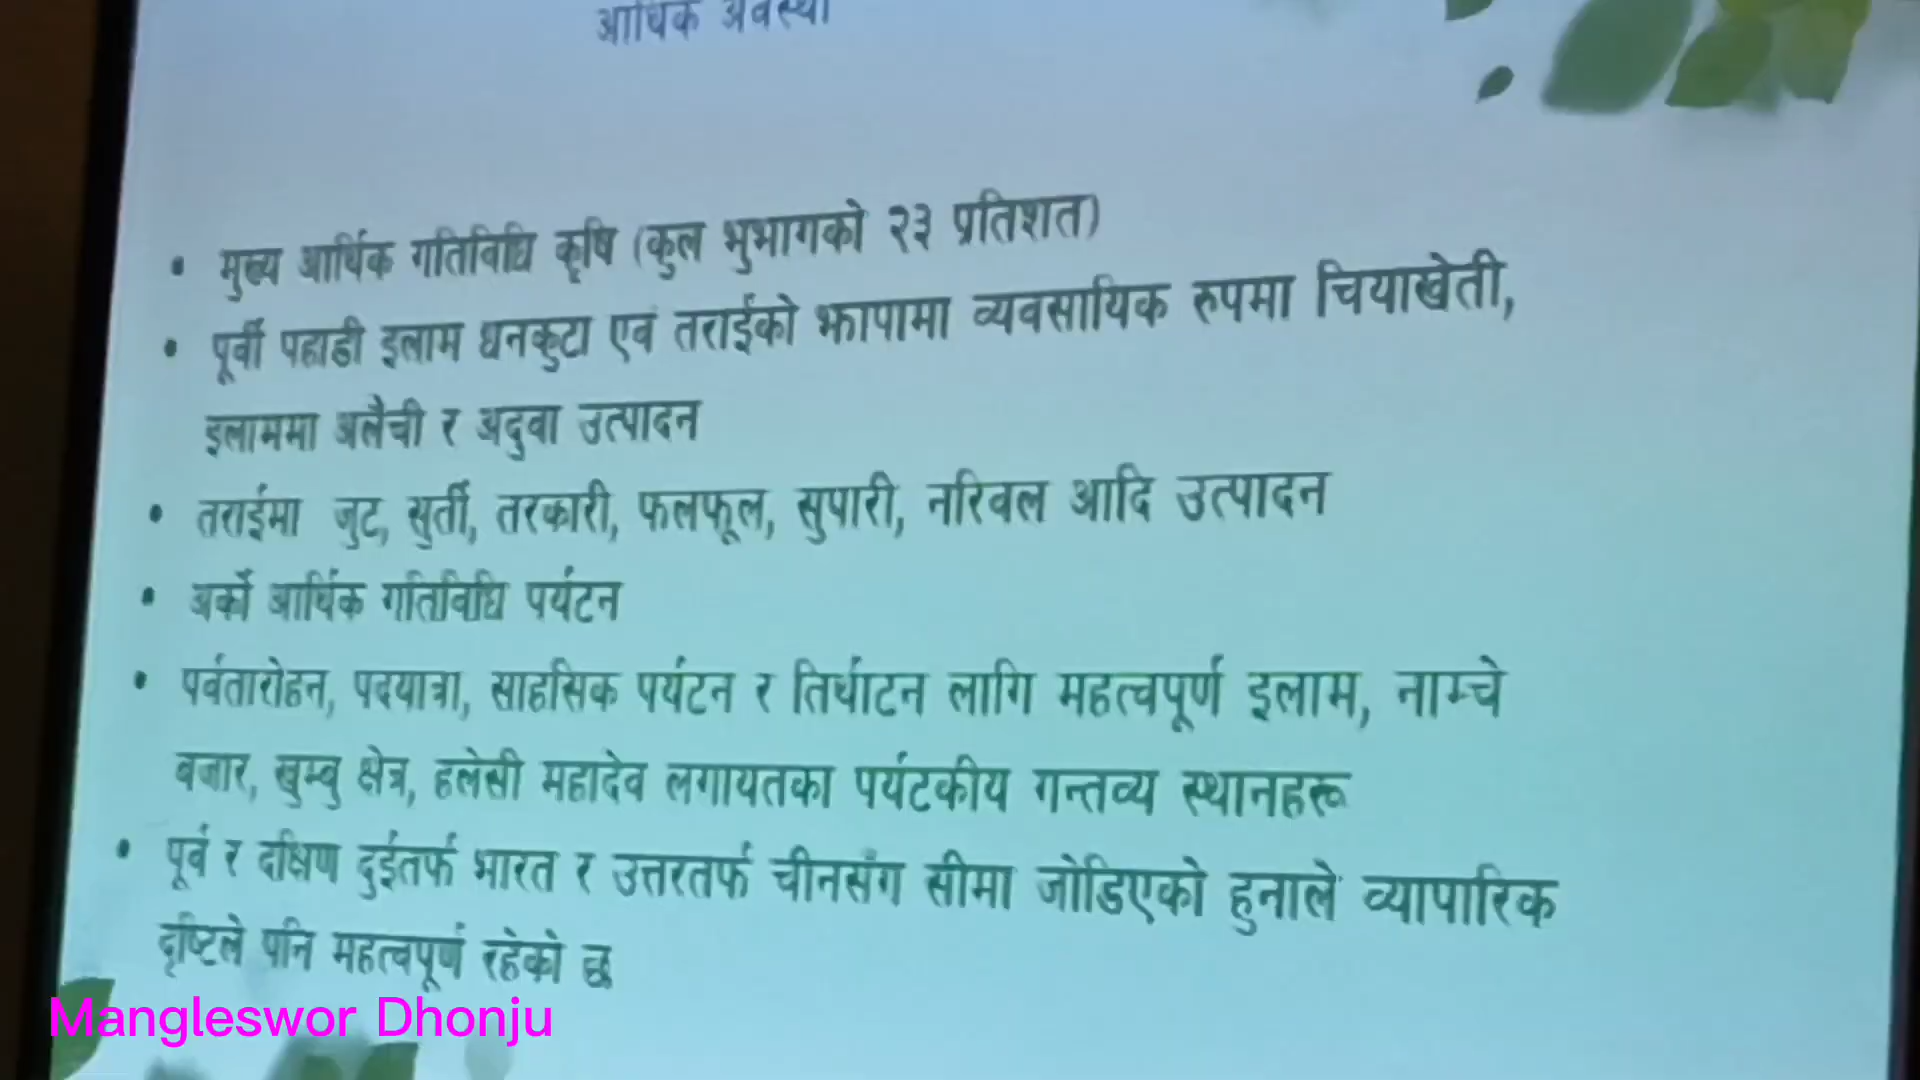 आर्थिक अवस्था
• मुख्य आर्थिक गतिविधि कृषि (कुल भुभागको २३ प्रतिशत)
• पूर्वी पहाडी इलाम धनकुटा एवं तराईको झापामा व्यवसायिक रुपमा चियाखेती,
इलाममा अलैची र अदुवा उत्पादन
• तराईमा जुट, सुर्ती, तरकारी, फलफूल, सुपारी, नरिवल आदि उत्पादन
• अर्को आर्थिक गतिविधि पर्यटन
• पर्वतारोहन, पदयात्रा, साहसिक पर्यटन र तिर्थाटन लागि महत्वपूर्ण इलाम, नाम्चे
बजार, खुम्बु क्षेत्र, हलेसी महादेव लगायतका पर्यटकीय गन्तव्य स्थानहरू
• पूर्व र दक्षिण दुईतर्फ भारत र उत्तरतर्फ चीनसँग सीमा जोडिएको हुनाले व्यापारिक
दृष्टिले पनि महत्वपूर्ण रहेको छ
Mangleswor Dhonju